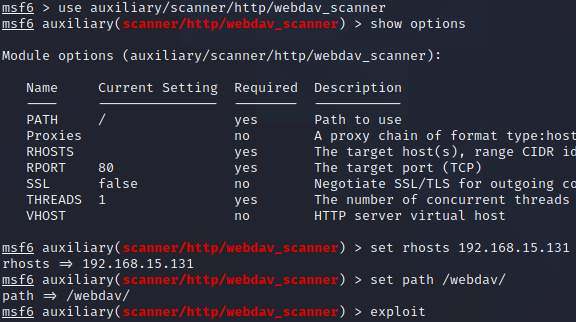 msf6 > use auxiliary/scanner/http/webdav_scanner
msf6 auxiliary(scanner/http/webdav_scanner) > show options
Module options (auxiliary/scanner/http/webdav_scanner):
Name Current Setting Required Description
---- --------------- -------- -----------
PATH / yes Path to use
Proxies no A proxy chain of format type:host
RHOSTS yes The target host(s), range CIDR id
RPORT 80 yes The target port (TCP)
SSL false no Negotiate SSL/TLS for outgoing co
THREADS 1 yes The number of concurrent threads
VHOST no HTTP server virtual host
msf6 auxiliary(scanner/http/webdav_scanner) > set rhosts 192.168.15.131
rhosts => 192.168.15.131
msf6 auxiliary(scanner/http/webdav_scanner) > set path /webdav/
path => /webdav/
msf6 auxiliary(scanner/http/webdav_scanner) > exploit